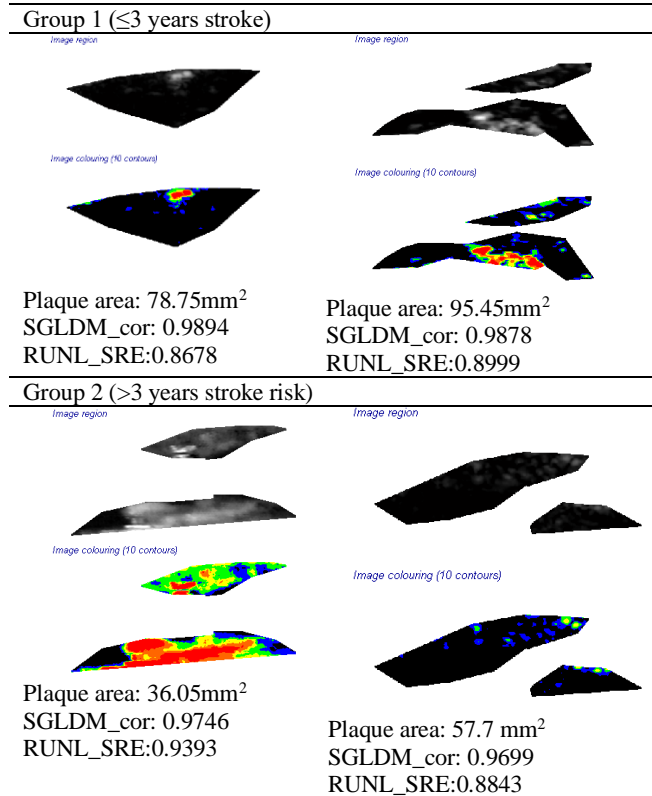 Group 1 (≤3 years stroke)
Image region
Image colouring (10 contours)
Plaque area: 78.75mm²
SGLDM_cor: 0.9894
RUNL_SRE:0.8678
Image region
Image colouring (10 contours)
Plaque area: 95.45mm²
SGLDM_cor: 0.9878
RUNL_SRE:0.8999
Group 2 (>3 years stroke risk)
Image region
Image colouring (10 contours)
Plaque area: 36.05mm²
SGLDM_cor: 0.9746
RUNL_SRE:0.9393
Image region
Image colouring (10 contours)
Plaque area: 57.7 mm²
SGLDM_cor: 0.9699
RUNL_SRE:0.8843